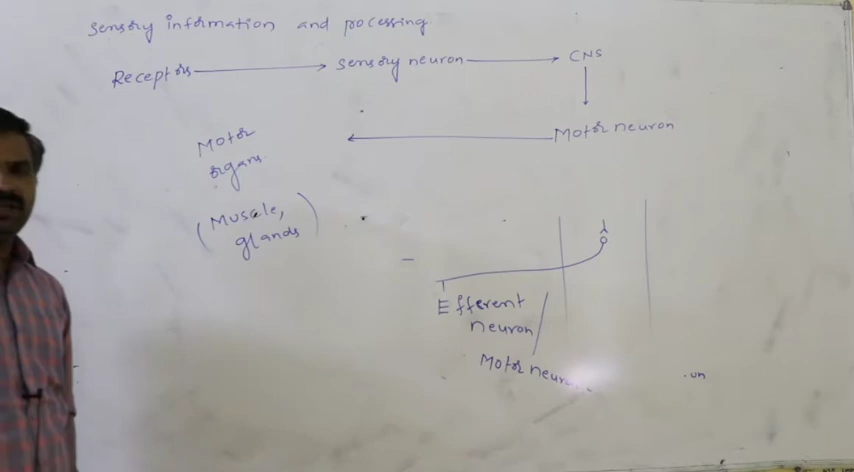 Sensory information and processing
Receptors → Sensory neuron → CNS
↓
Motor organs ← Motor neuron
(Muscle,
glands)
Efferent
neuron/
Motor neuron